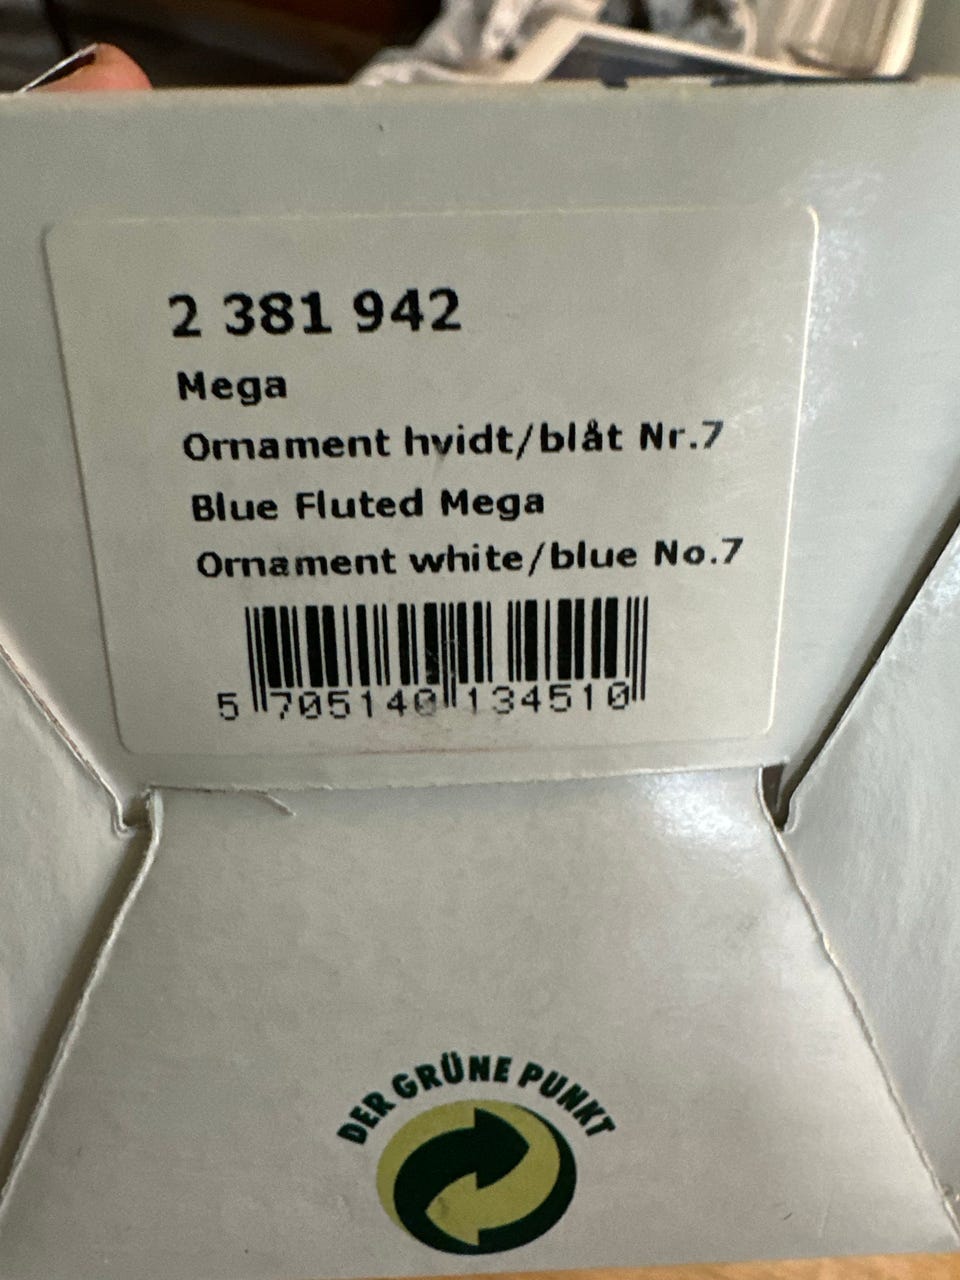 2 381 942
Mega
Ornament hvidt/blåt Nr.7
Blue Fluted Mega
Ornament white/blue No.7
5 705140 134510
DER GRÜNE PUNKT